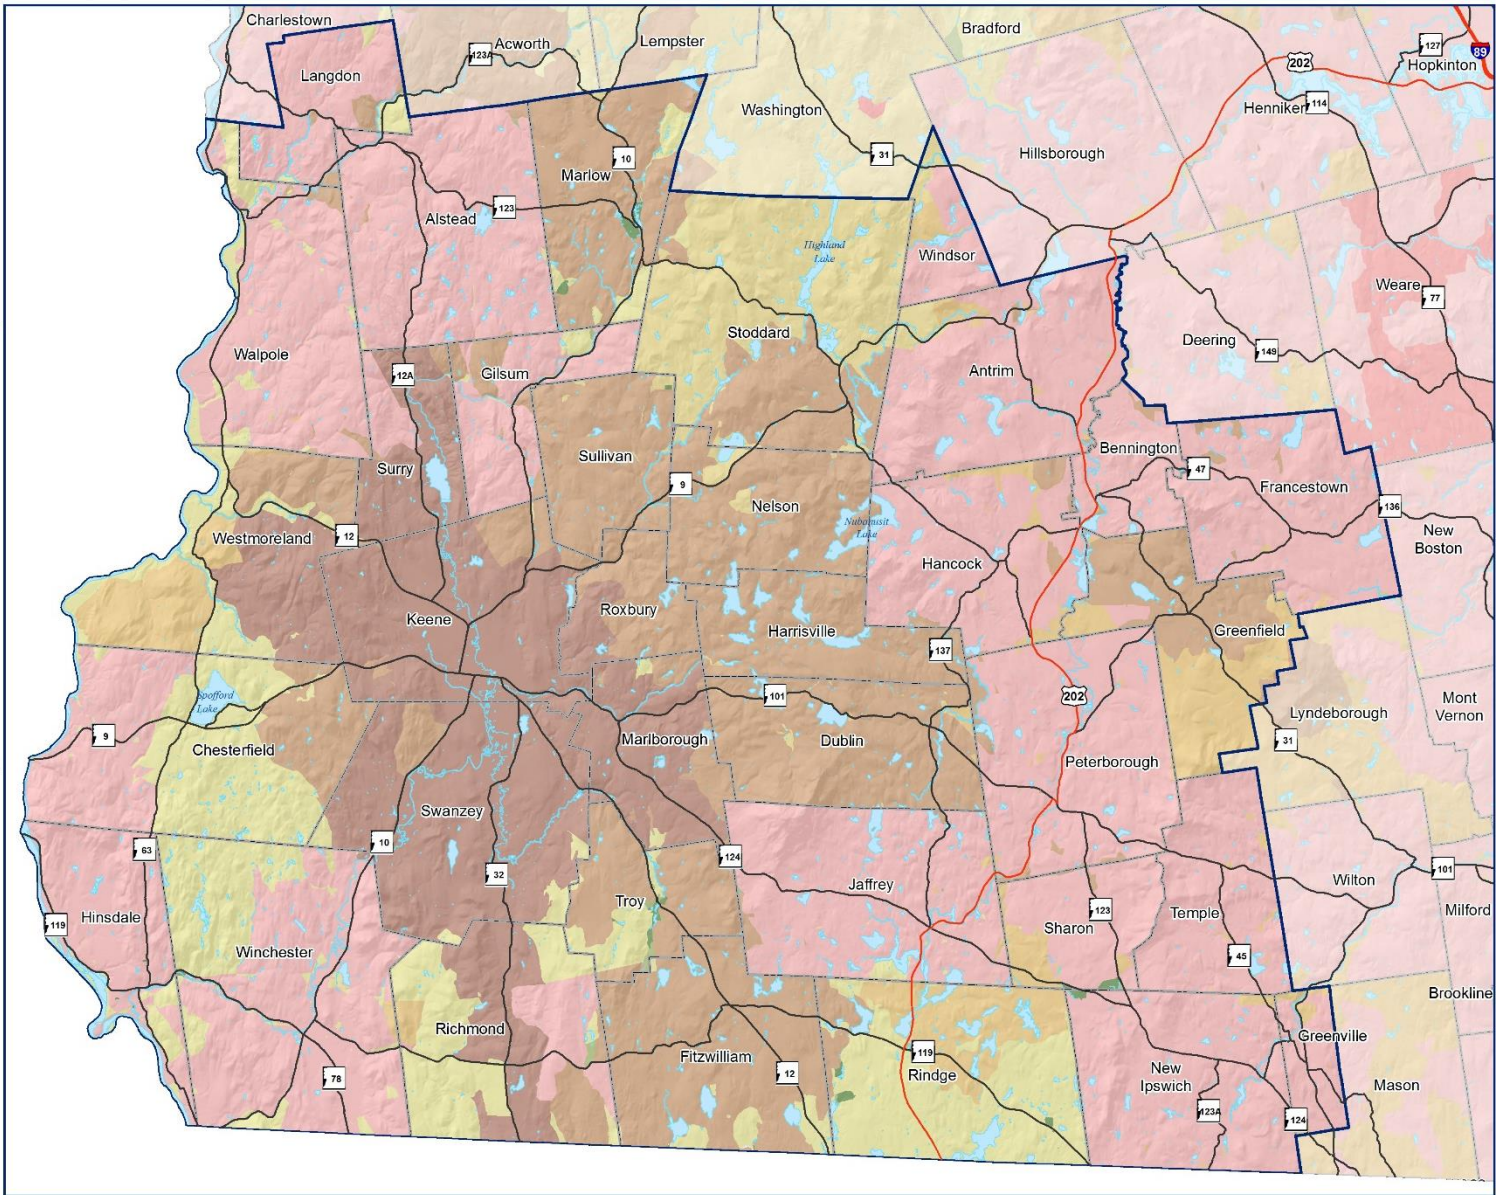 Charlestown
Acworth
123A
Lempster
Bradford
127
89
Hopkinton
202
Langdon
Washington
Henniker
114
31
Hillsborough
10
Marlow
Alstead
123
Highland
Lake
Windsor
Weare
77
Stoddard
Deering
149
Walpole
12A
Gilsum
Antrim
Surry
Sullivan
Bennington
47
9
Nelson
Francestown
136
Nubanusit
Lake
Westmoreland
12
New
Boston
Hancock
Roxbury
Keene
Harrisville
Greenfield
137
Spofford
Lake
101
202
Mont
Vernon
Lyndeborough
9
Chesterfield
Marlborough
Dublin
31
Peterborough
Swanzey
10
63
124
32
101
Jaffrey
Wilton
Hinsdale
119
Troy
123
Temple
Milford
Sharon
Winchester
45
Brookline
Richmond
Greenville
119
Fitzwilliam
12
Rindge
78
New
Ipswich
Mason
123A
124